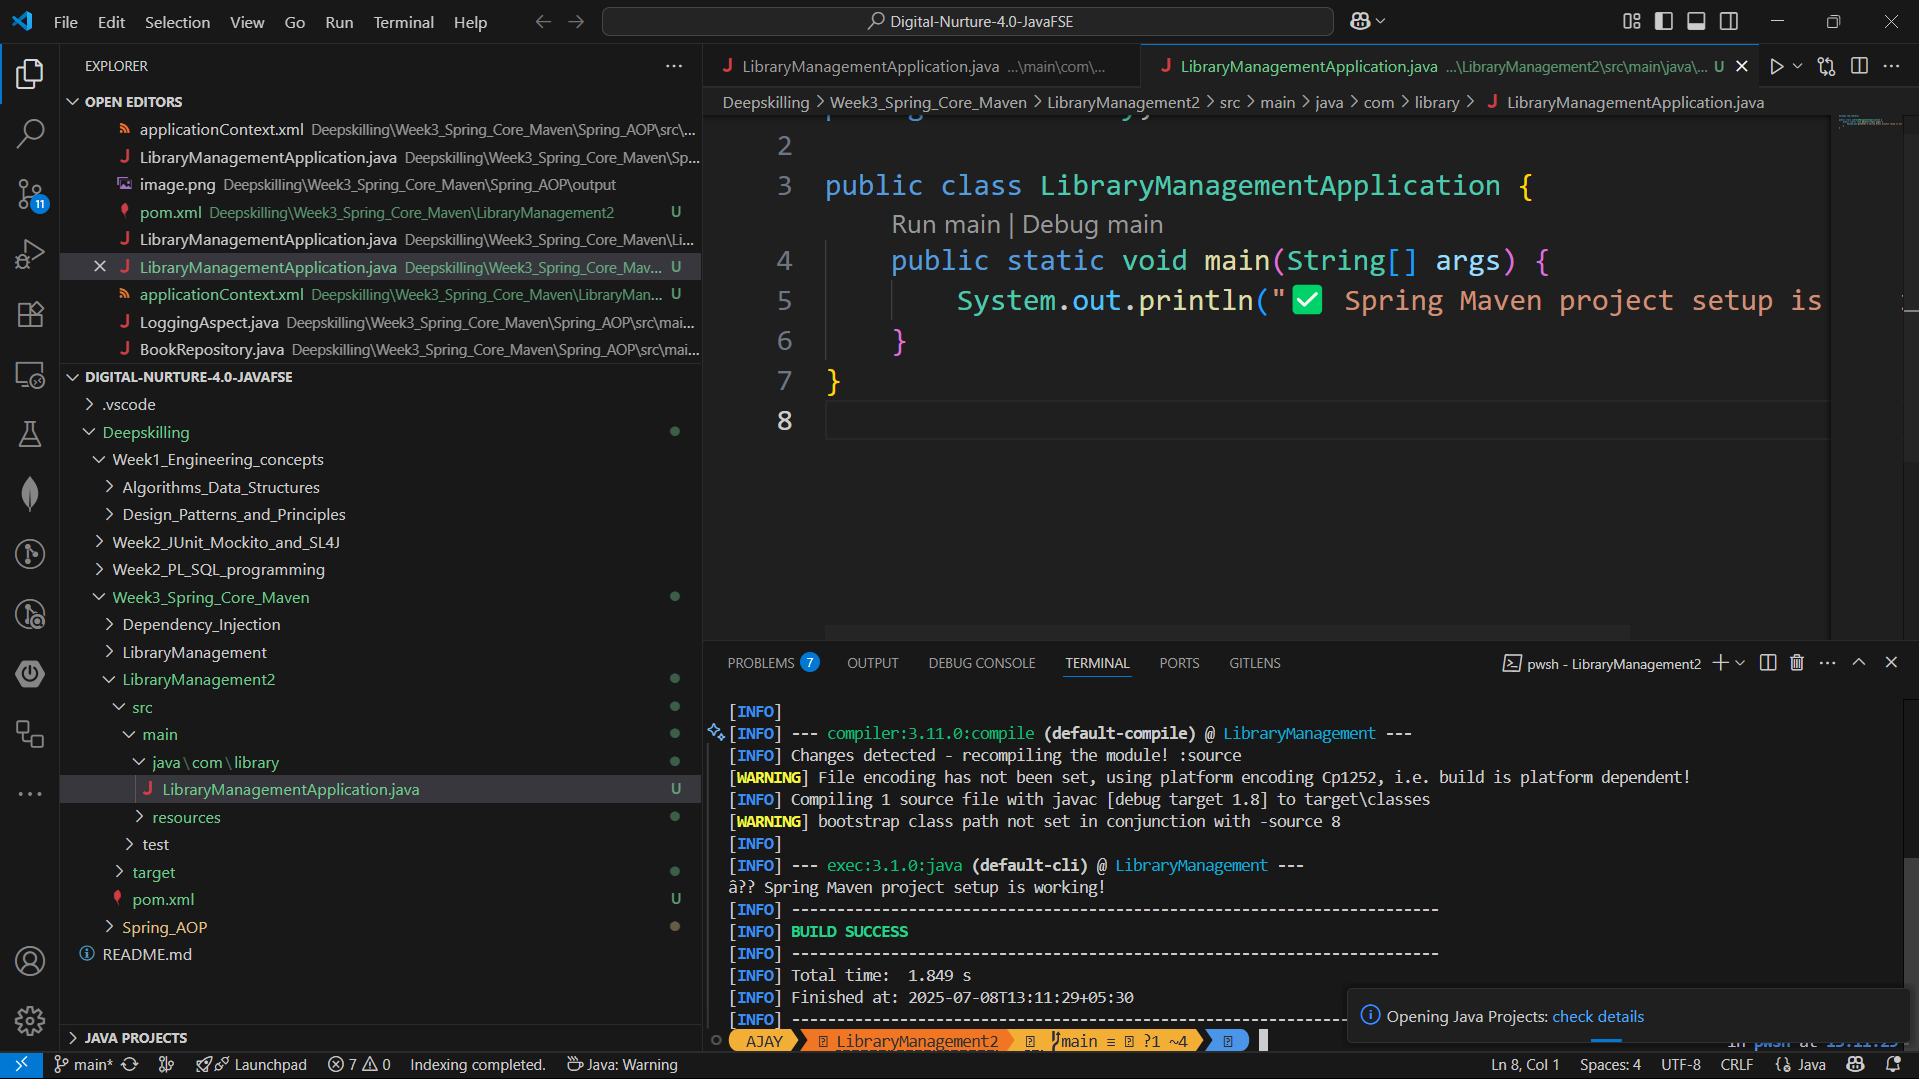 File Edit Selection View Go Run Terminal Help
Digital-Nurture-4.0-JavaFSE
EXPLORER
OPEN EDITORS
applicationContext.xml Deepskilling\Week3_Spring_Core_Maven\Spring_AOP\src\...
LibraryManagementApplication.java Deepskilling\Week3_Spring_Core_Maven\Sp...
image.png Deepskilling\Week3_Spring_Core_Maven\Spring_AOP\output
pom.xml Deepskilling\Week3_Spring_Core_Maven\LibraryManagement2 U
LibraryManagementApplication.java Deepskilling\Week3_Spring_Core_Maven\Li...
LibraryManagementApplication.java Deepskilling\Week3_Spring_Core_Mav... U
applicationContext.xml Deepskilling\Week3_Spring_Core_Maven\LibraryMan... U
LoggingAspect.java Deepskilling\Week3_Spring_Core_Maven\Spring_AOP\src\mai...
BookRepository.java Deepskilling\Week3_Spring_Core_Maven\Spring_AOP\src\mai...
DIGITAL-NURTURE-4.0-JAVAFSE
.vscode
Deepskilling
Week1_Engineering_concepts
Algorithms_Data_Structures
Design_Patterns_and_Principles
Week2_JUnit_Mockito_and_SL4J
Week2_PL_SQL_programming
Week3_Spring_Core_Maven
Dependency_Injection
LibraryManagement
LibraryManagement2
src
main
java\com\library
LibraryManagementApplication.java U
resources
test
target
pom.xml U
Spring_AOP
README.md
JAVA PROJECTS
11
LibraryManagementApplication.java ...\main\com\...
LibraryManagementApplication.java ...\LibraryManagement2\src\main\java\... U
Deepskilling > Week3_Spring_Core_Maven > LibraryManagement2 > src > main > java > com > library > LibraryManagementApplication.java
2
3 public class LibraryManagementApplication {
Run main | Debug main
4 public static void main(String[] args) {
5 System.out.println("✅ Spring Maven project setup is
6 }
7 }
8
PROBLEMS 7 OUTPUT DEBUG CONSOLE TERMINAL PORTS GITLENS
pwsh - LibraryManagement2
[INFO]
[INFO] --- compiler:3.11.0:compile (default-compile) @ LibraryManagement ---
[INFO] Changes detected - recompiling the module! :source
[WARNING] File encoding has not been set, using platform encoding Cp1252, i.e. build is platform dependent!
[INFO] Compiling 1 source file with javac [debug target 1.8] to target\classes
[WARNING] bootstrap class path not set in conjunction with -source 8
[INFO]
[INFO] --- exec:3.1.0:java (default-cli) @ LibraryManagement ---
â?? Spring Maven project setup is working!
[INFO] ------------------------------------------------------------------------
[INFO] BUILD SUCCESS
[INFO] ------------------------------------------------------------------------
[INFO] Total time:  1.849 s
[INFO] Finished at: 2025-07-08T13:11:29+05:30
[INFO] ------------------------------------------------------------------------
AJAY LibraryManagement2 main ≡ ?1 ~4
Opening Java Projects: check details
main* Launchpad 7 0 Indexing completed. Java: Warning
Ln 8, Col 1 Spaces: 4 UTF-8 CRLF {} Java